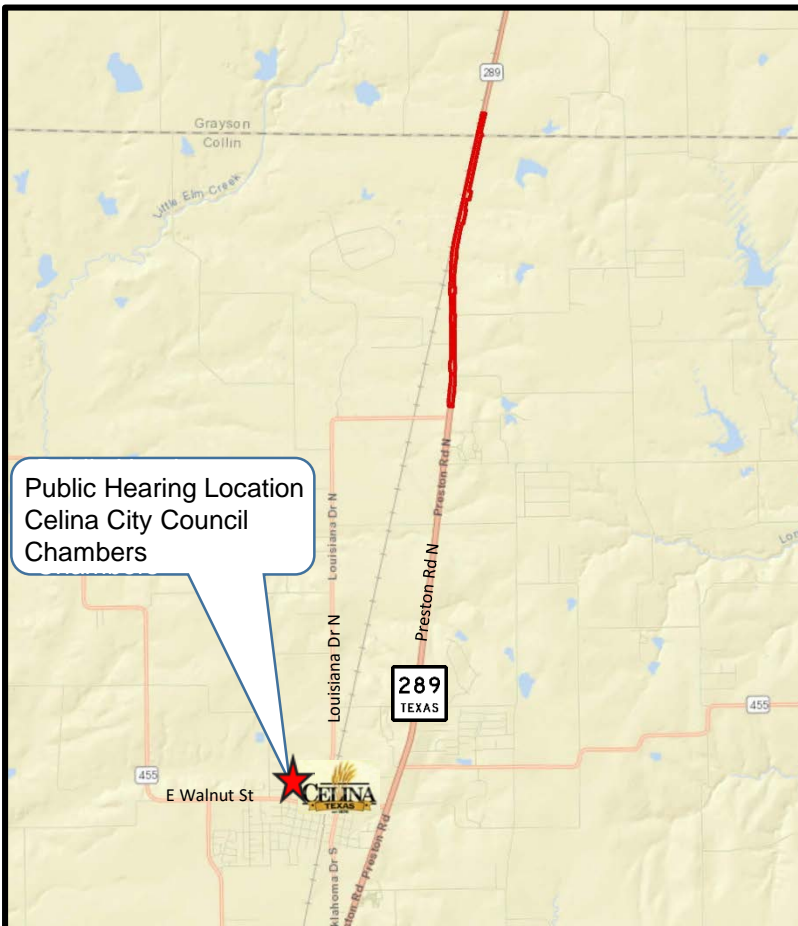 289
Grayson
Collin
Little Elm Creek
Public Hearing Location
Celina City Council
Chambers
Louisiana Dr N
Preston Rd N
Louisiana Dr N
Preston Rd N
289
TEXAS
455
455
E Walnut St
CELINA
TEXAS
Preston Rd